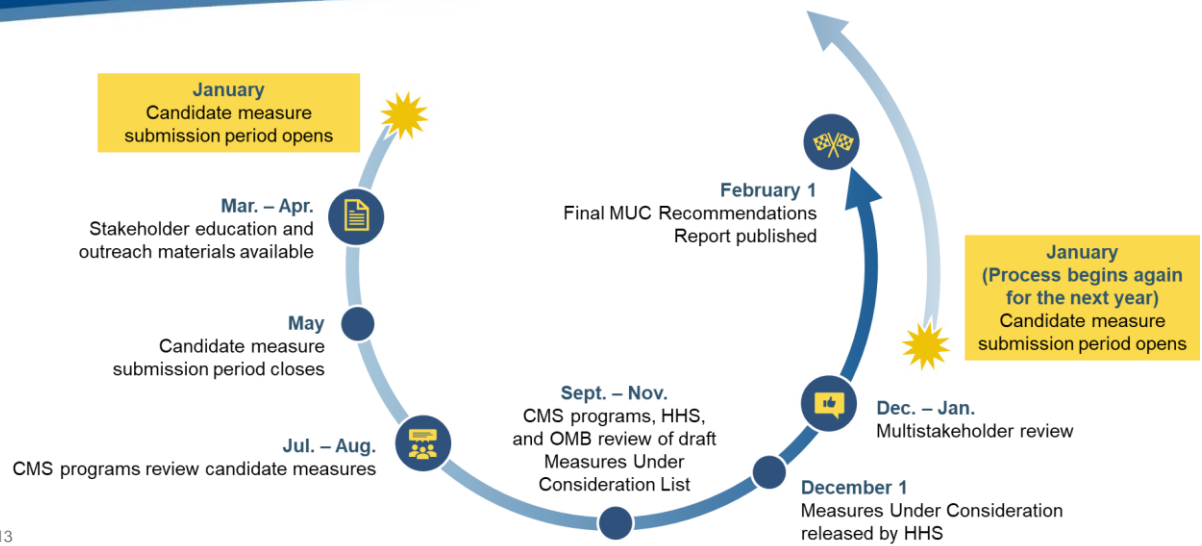 January
Candidate measure
submission period opens
Mar. – Apr.
Stakeholder education and
outreach materials available
May
Candidate measure
submission period closes
Jul. – Aug.
CMS programs review candidate measures
Sept. – Nov.
CMS programs, HHS,
and OMB review of draft
Measures Under
Consideration List
December 1
Measures Under Consideration
released by HHS
Dec. – Jan.
Multistakeholder review
February 1
Final MUC Recommendations
Report published
January
(Process begins again
for the next year)
Candidate measure
submission period opens